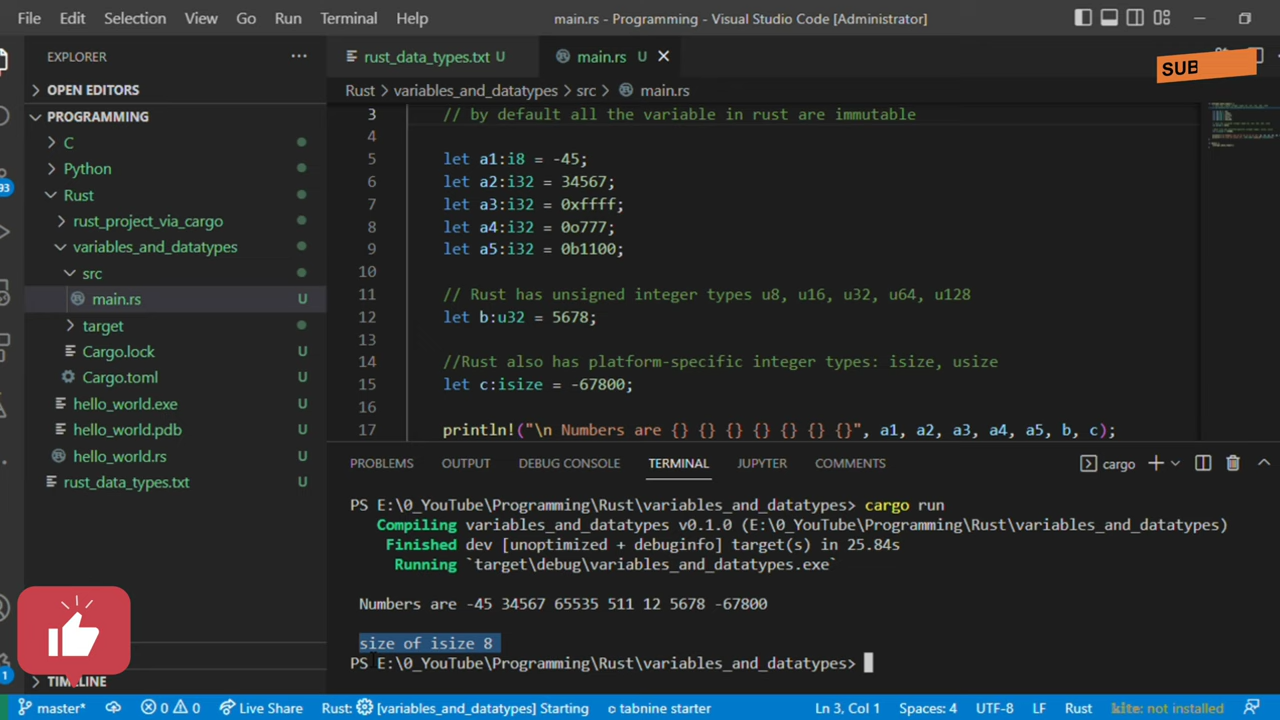 File Edit Selection View Go Run Terminal Help main.rs - Programming - Visual Studio Code [Administrator]
EXPLORER
rust_data_types.txt U main.rs U
SUB
OPEN EDITORS
Rust > variables_and_datatypes > src > main.rs
PROGRAMMING
C
Python
Rust
rust_project_via_cargo
variables_and_datatypes
src
main.rs U
target
Cargo.lock U
Cargo.toml U
hello_world.exe U
hello_world.pdb U
hello_world.rs U
rust_data_types.txt U
TIMELINE
93
1
3 // by default all the variable in rust are immutable
4
5 let a1:i8 = -45;
6 let a2:i32 = 34567;
7 let a3:i32 = 0xffff;
8 let a4:i32 = 0o777;
9 let a5:i32 = 0b1100;
10
11 // Rust has unsigned integer types u8, u16, u32, u64, u128
12 let b:u32 = 5678;
13
14 //Rust also has platform-specific integer types: isize, usize
15 let c:isize = -67800;
16
17 println!("\n Numbers are {} {} {} {} {} {} {}", a1, a2, a3, a4, a5, b, c);
PROBLEMS OUTPUT DEBUG CONSOLE TERMINAL JUPYTER COMMENTS cargo
PS E:\0_YouTube\Programming\Rust\variables_and_datatypes> cargo run
Compiling variables_and_datatypes v0.1.0 (E:\0_YouTube\Programming\Rust\variables_and_datatypes)
Finished dev [unoptimized + debuginfo] target(s) in 25.84s
Running `target\debug\variables_and_datatypes.exe`
Numbers are -45 34567 65535 511 12 5678 -67800
size of isize 8
PS E:\0_YouTube\Programming\Rust\variables_and_datatypes>
master* 0 0 Live Share Rust: [variables_and_datatypes] Starting tabnine starter Ln 3, Col 1 Spaces: 4 UTF-8 LF Rust kite: not installed